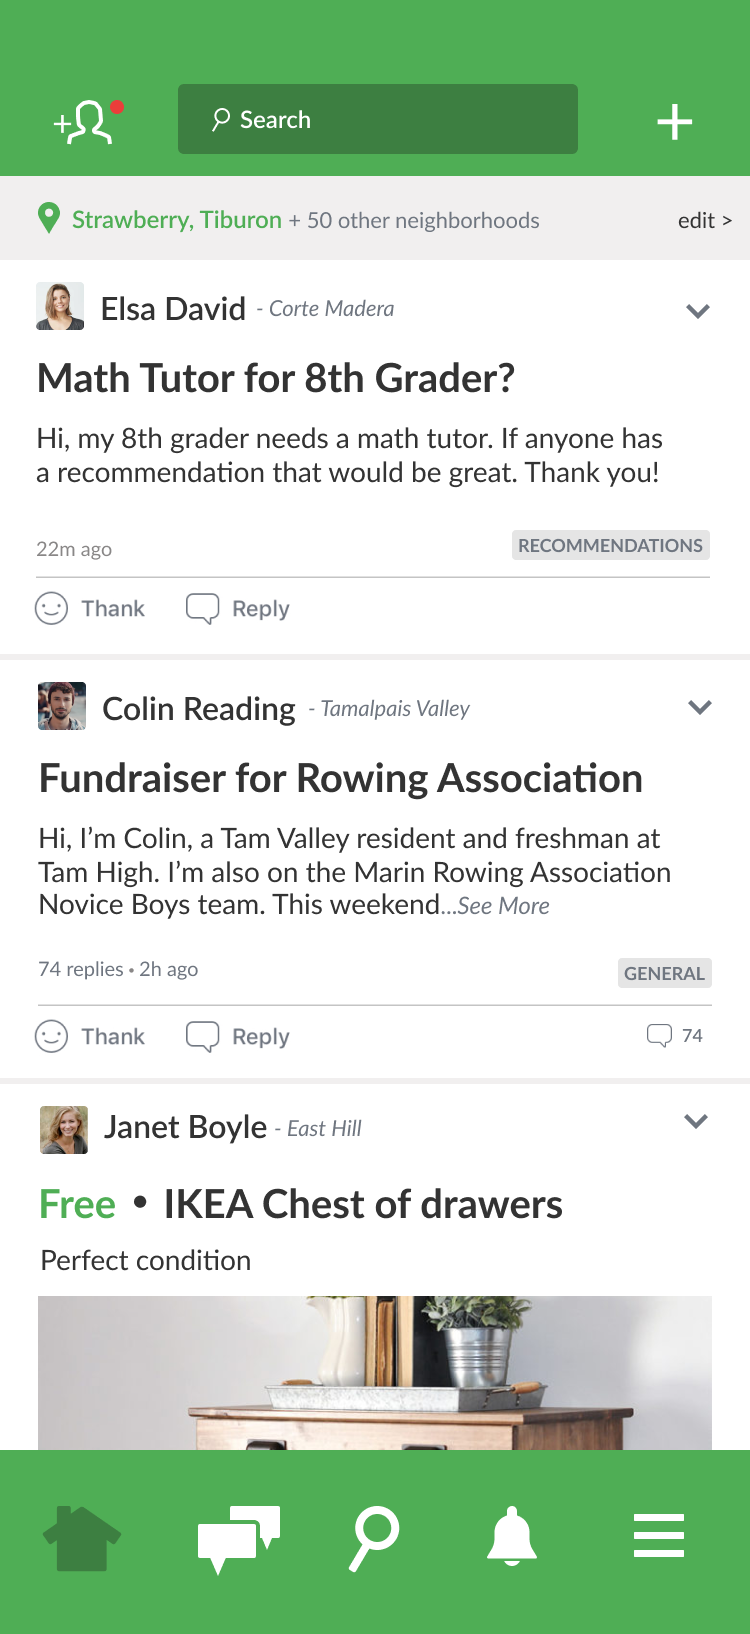 Search
Strawberry, Tiburon + 50 other neighborhoods edit >
Elsa David - Corte Madera
Math Tutor for 8th Grader?
Hi, my 8th grader needs a math tutor. If anyone has
a recommendation that would be great. Thank you!
22m ago RECOMMENDATIONS
Thank Reply
Colin Reading - Tamalpais Valley
Fundraiser for Rowing Association
Hi, I’m Colin, a Tam Valley resident and freshman at
Tam High. I’m also on the Marin Rowing Association
Novice Boys team. This weekend...See More
74 replies • 2h ago GENERAL
Thank Reply 74
Janet Boyle - East Hill
Free • IKEA Chest of drawers
Perfect condition